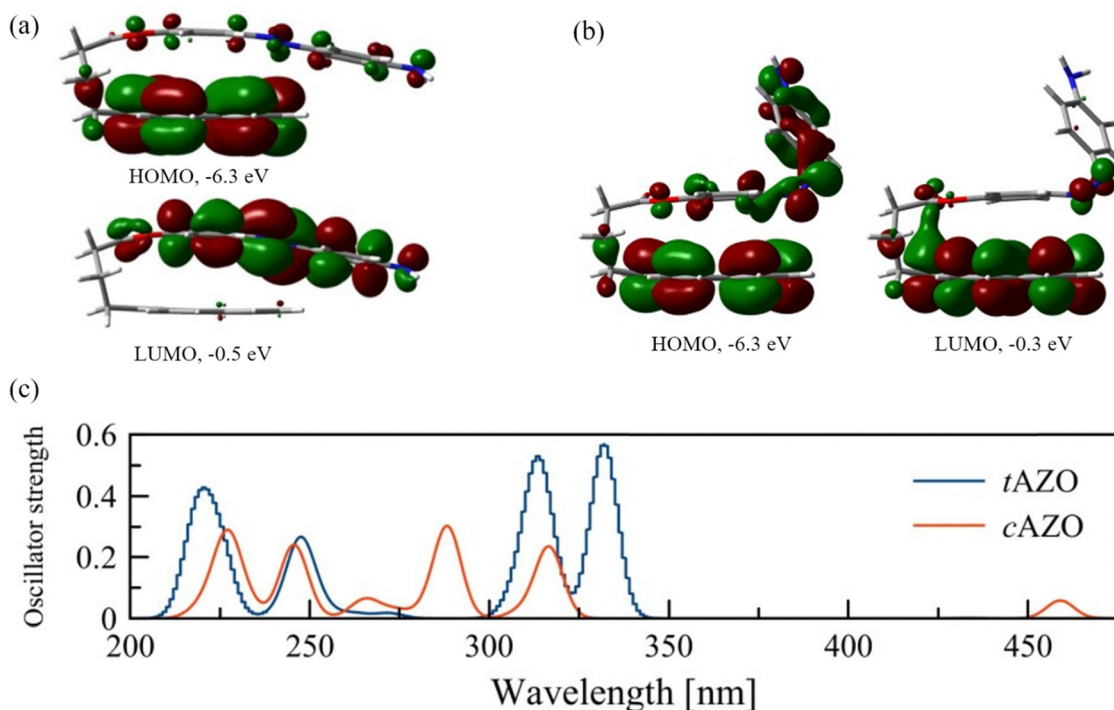 (a)
(b)
HOMO, -6.3 eV
LUMO, -0.5 eV
HOMO, -6.3 eV
LUMO, -0.3 eV
(c)
Oscillator strength
0.6
0.4
0.2
0
tAZO
cAZO
200 250 300 350 400 450
Wavelength [nm]